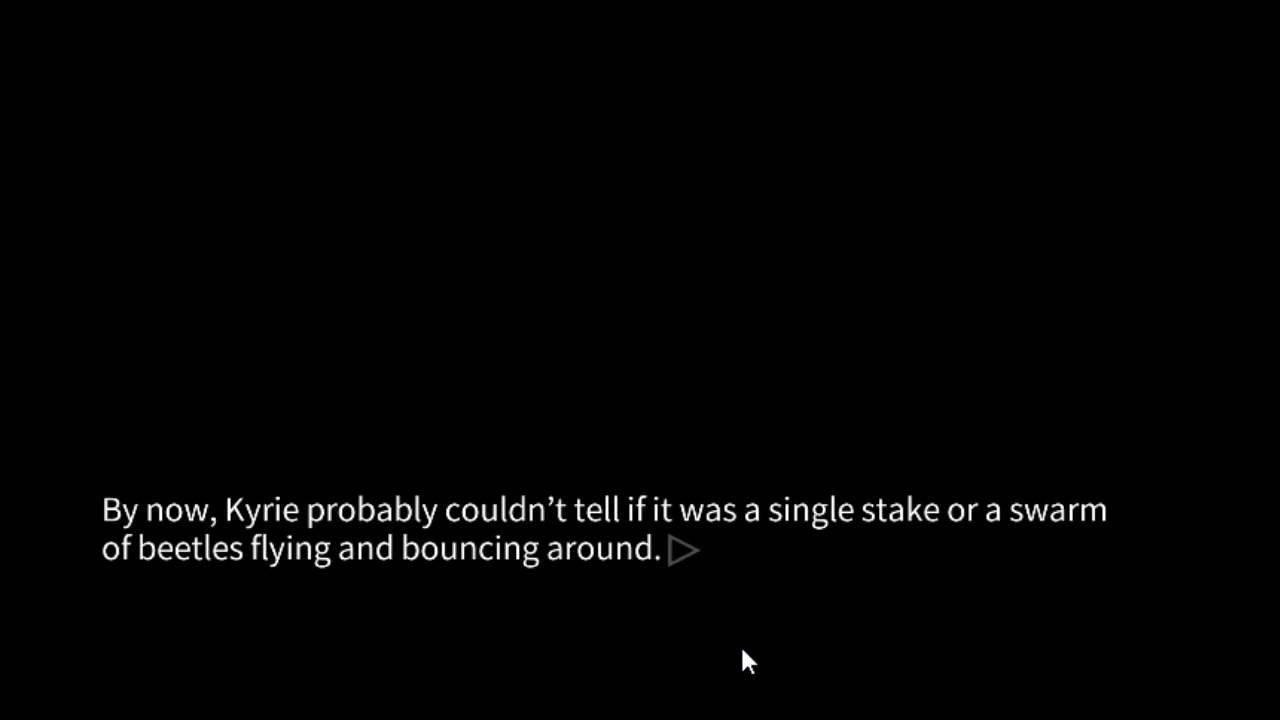 By now, Kyrie probably couldn’t tell if it was a single stake or a swarm
of beetles flying and bouncing around.